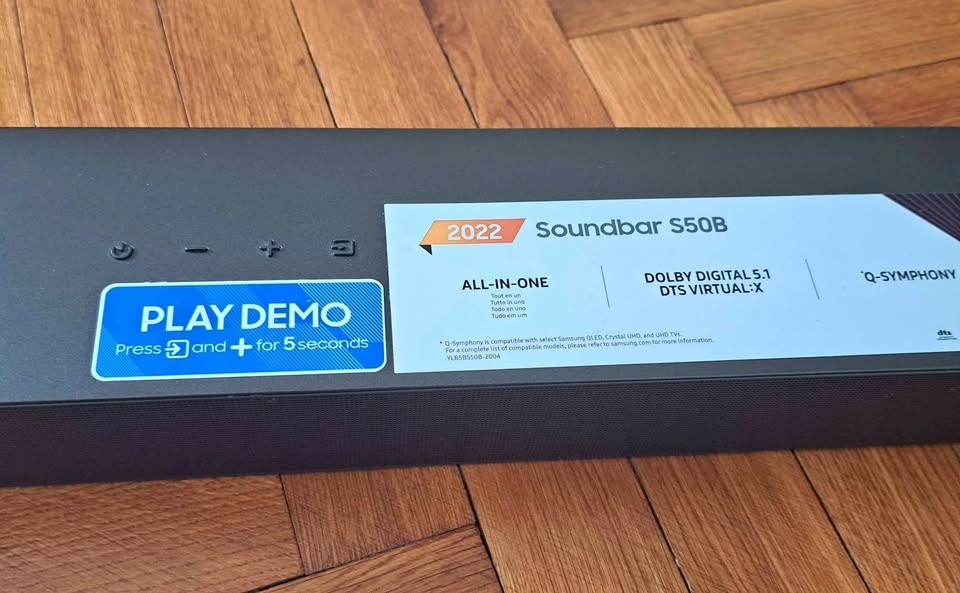 PLAY DEMO
Press and + for 5 seconds
2022 Soundbar S50B
ALL-IN-ONE
Tout en un
Tutto in uno
Todo en uno
Tudo em um
DOLBY DIGITAL 5.1
DTS VIRTUAL:X
*Q-SYMPHONY
* Q-Symphony is compatible with select Samsung QLED, Crystal UHD, and UHD TVs.
For a complete list of compatible models, please refer to samsung.com for more information.
YLB5BS50B-2004
dts